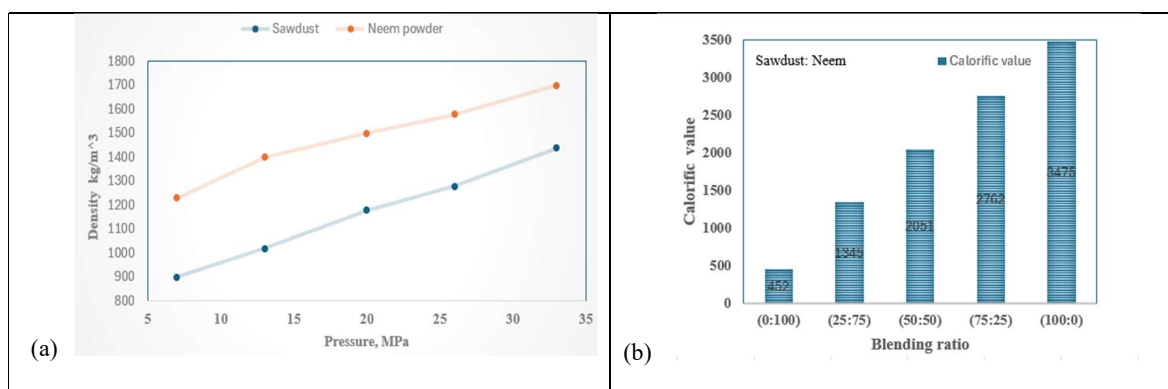 Sawdust Neem powder
1800
1700
1600
1500
1400
1300
1200
1100
1000
900
800
Density kg/m^3
5 10 15 20 25 30 35
Pressure, MPa
(a)
Sawdust: Neem Calorific value
3500
3000
2500
2000
1500
1000
500
0
Calorific value
452
1345
2051
2762
3475
(0:100) (25:75) (50:50) (75:25) (100:0)
Blending ratio
(b)